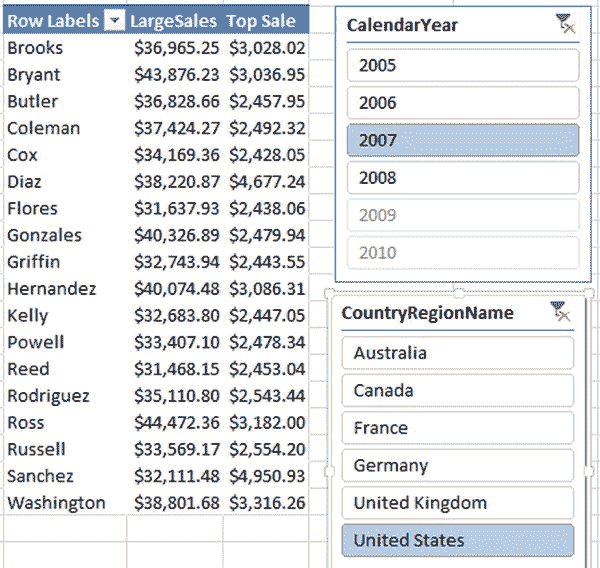 Row Labels LargeSales Top Sale
Brooks $36,965.25 $3,028.02
Bryant $43,876.23 $3,036.95
Butler $36,828.66 $2,457.95
Coleman $37,424.27 $2,492.32
Cox $34,169.36 $2,428.05
Diaz $38,220.87 $4,677.24
Flores $31,637.93 $2,438.06
Gonzales $40,326.89 $2,479.94
Griffin $32,743.94 $2,443.55
Hernandez $40,074.48 $3,086.31
Kelly $32,683.80 $2,447.05
Powell $33,407.10 $2,478.34
Reed $31,468.15 $2,453.04
Rodriguez $35,110.80 $2,543.44
Ross $44,472.36 $3,182.00
Russell $33,569.17 $2,554.20
Sanchez $32,111.48 $4,950.93
Washington $38,801.68 $3,316.26
CalendarYear
2005
2006
2007
2008
2009
2010
CountryRegionName
Australia
Canada
France
Germany
United Kingdom
United States